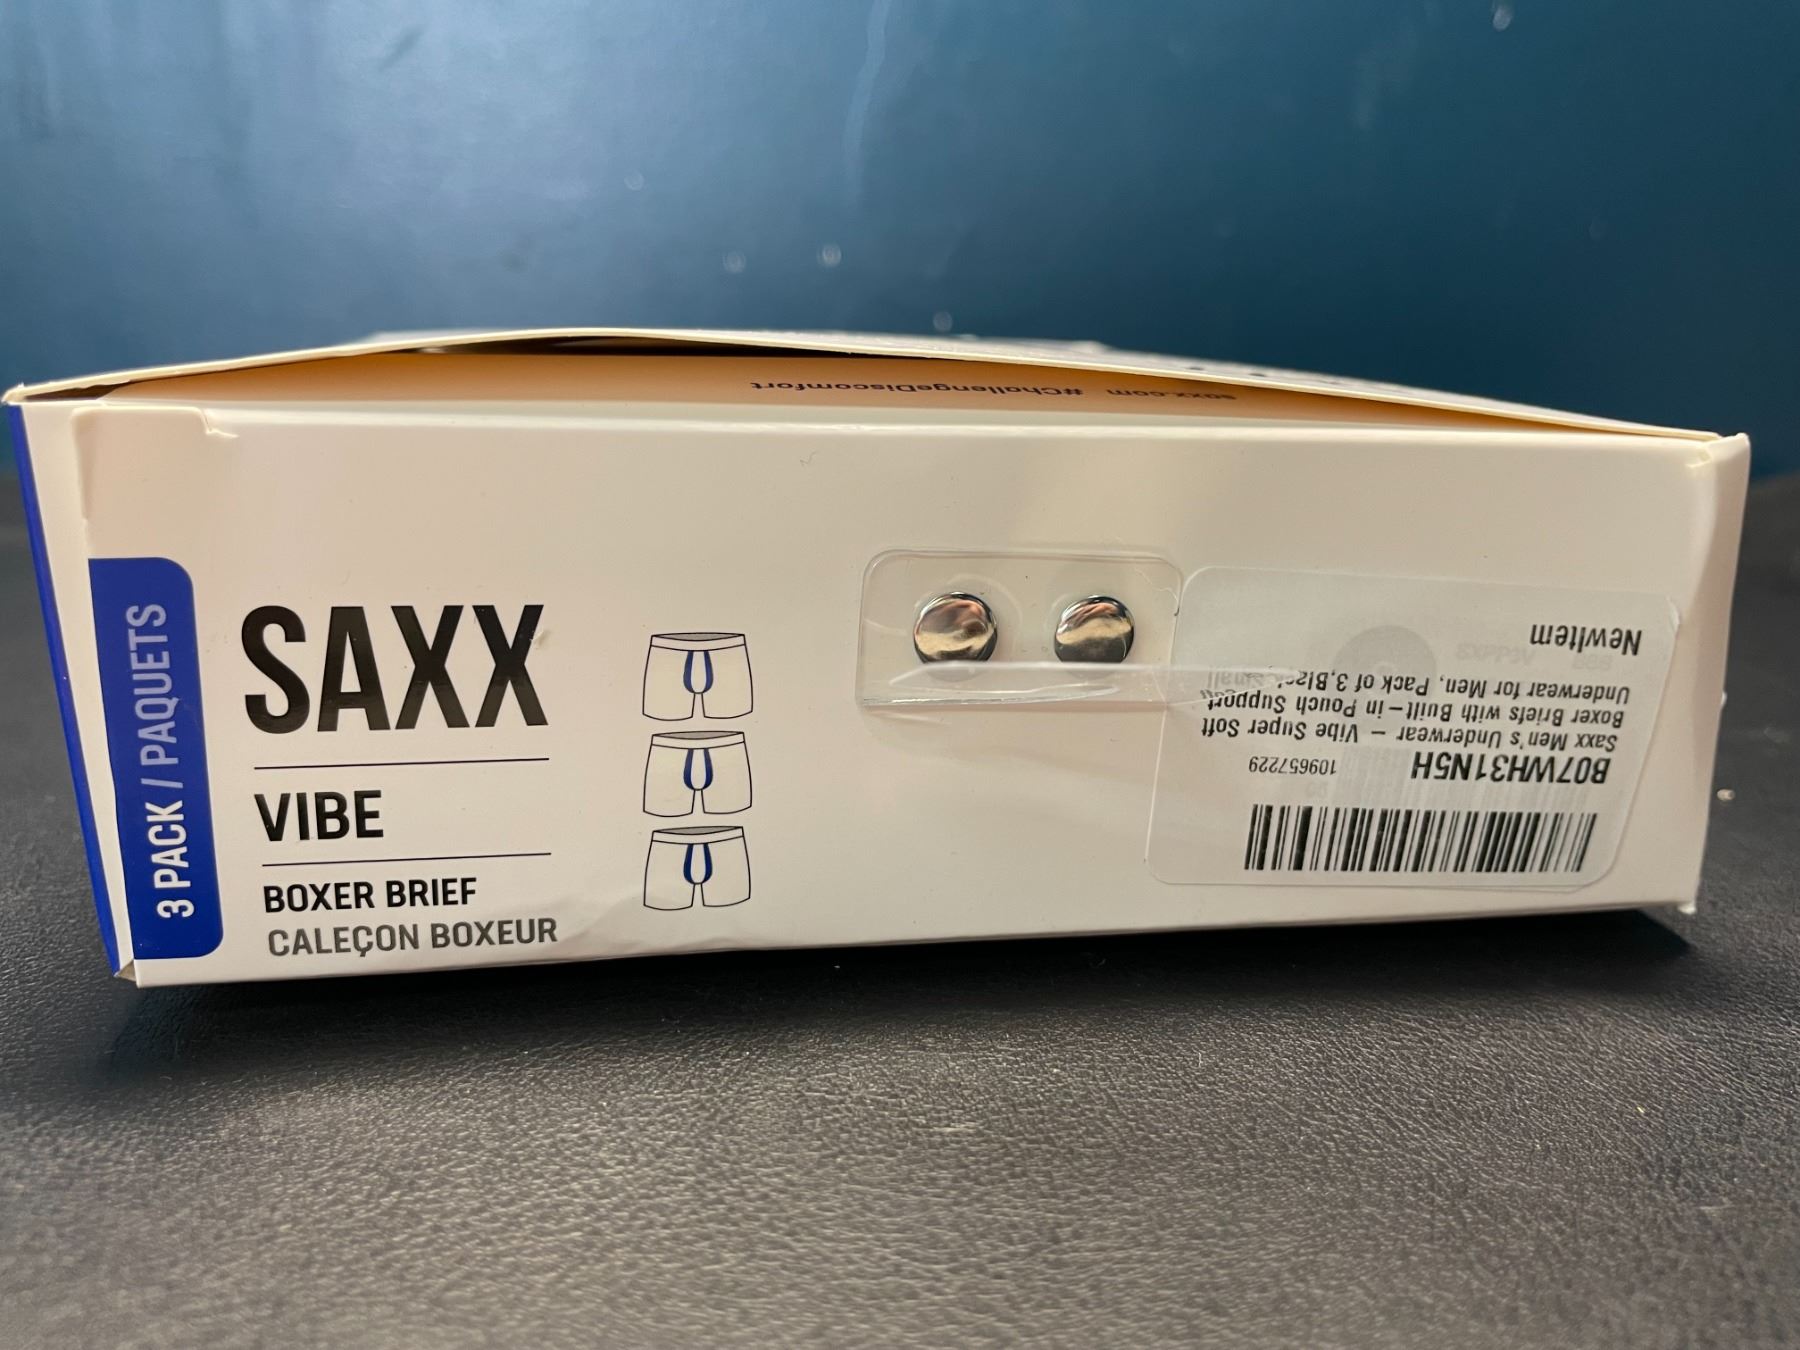 saxx.com #ChallengeDiscomfort
3 PACK / PAQUETS
SAXX
VIBE
BOXER BRIEF
CALEÇON BOXEUR
B07WH31N5H 109657229
Saxx Men's Underwear – Vibe Super Soft
Boxer Briefs with Built-in Pouch Support,
Underwear for Men, Pack of 3,Black, Small
NewItem